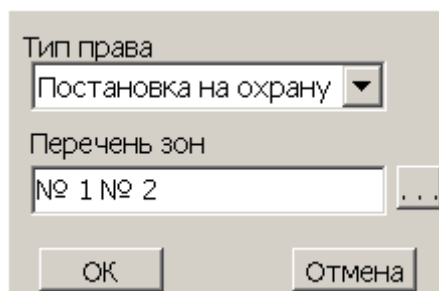 Тип права
Постановка на охрану
Перечень зон
№ 1 № 2
...
ОК
Отмена